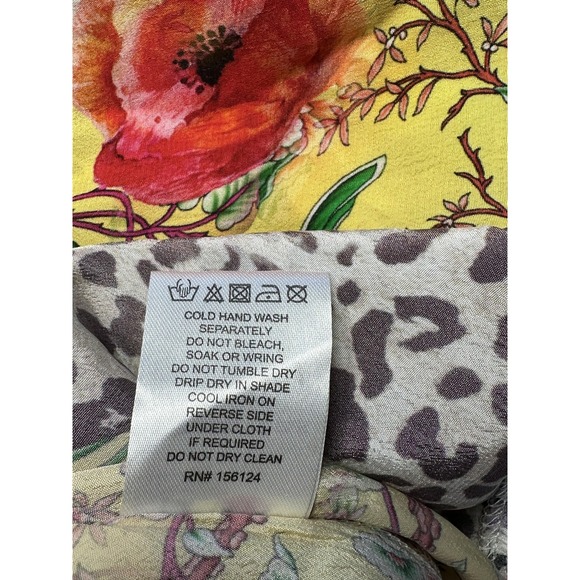 COLD HAND WASH
SEPARATELY
DO NOT BLEACH,
SOAK OR WRING
DO NOT TUMBLE DRY
DRIP DRY IN SHADE
COOL IRON ON
REVERSE SIDE
UNDER CLOTH
IF REQUIRED
DO NOT DRY CLEAN
RN# 156124